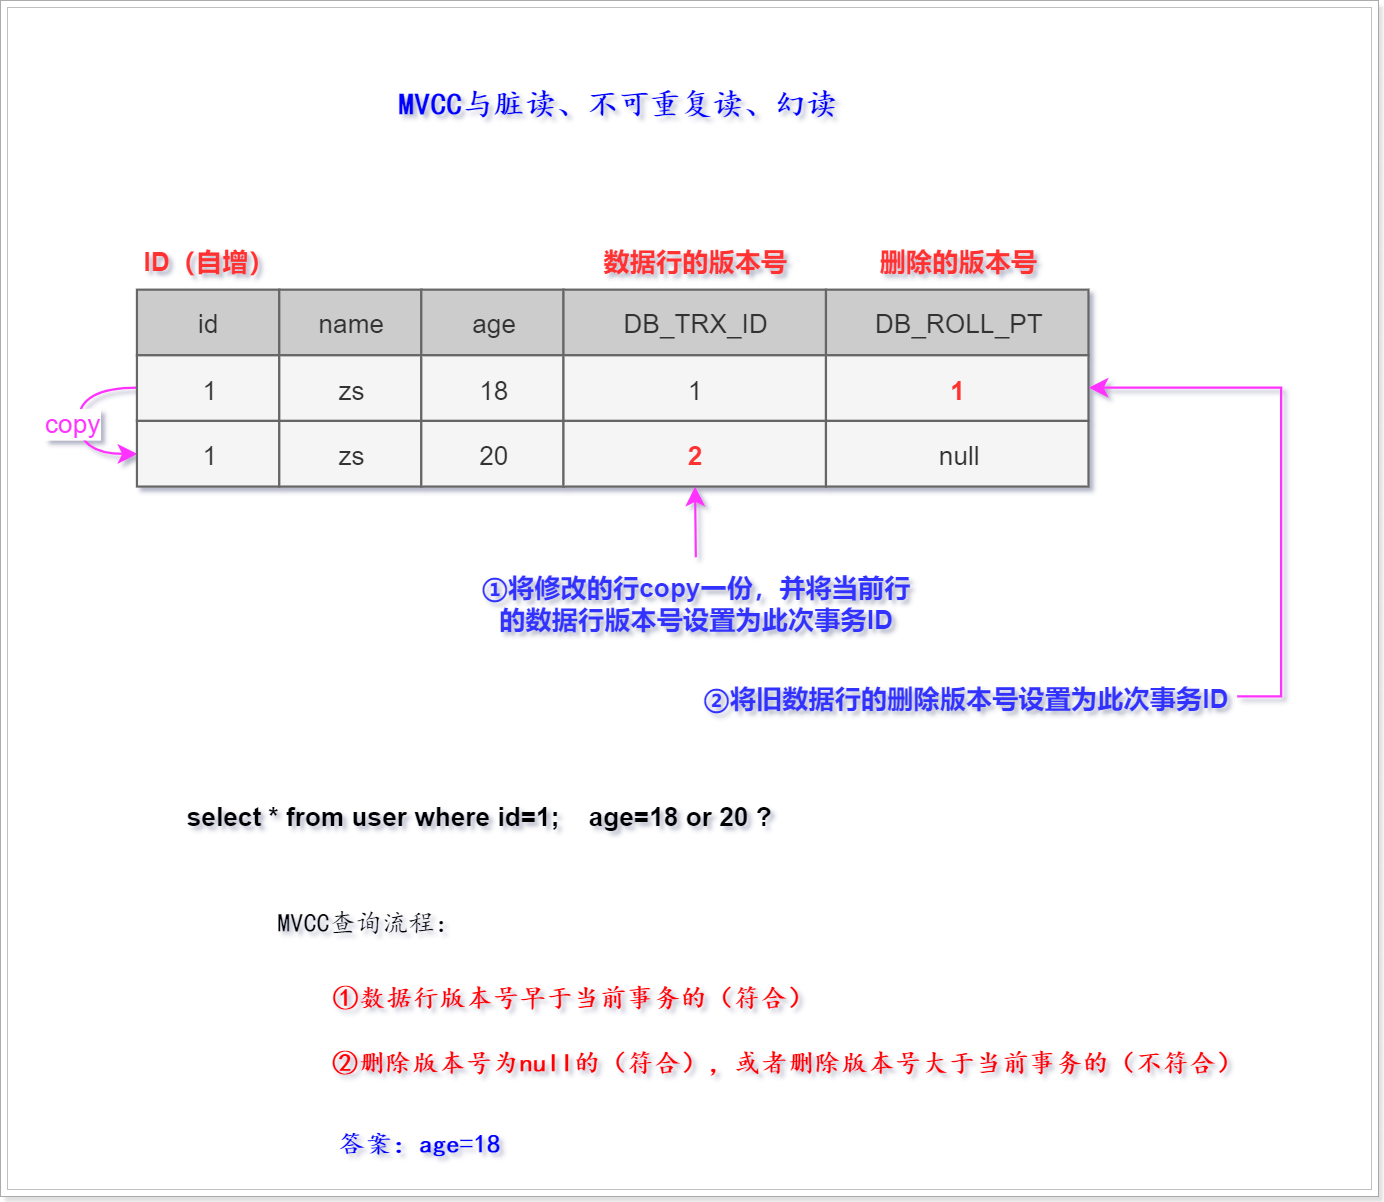 MVCC与脏读、不可重复读、幻读
ID（自增） 数据行的版本号 删除的版本号
id name age DB_TRX_ID DB_ROLL_PT
1 zs 18 1 1
copy
1 zs 20 2 null
①将修改的行copy一份，并将当前行
的数据行版本号设置为此次事务ID
②将旧数据行的删除版本号设置为此次事务ID
select * from user where id=1; age=18 or 20 ?
MVCC查询流程：
①数据行版本号早于当前事务的（符合）
②删除版本号为null的（符合），或者删除版本号大于当前事务的（不符合）
答案：age=18